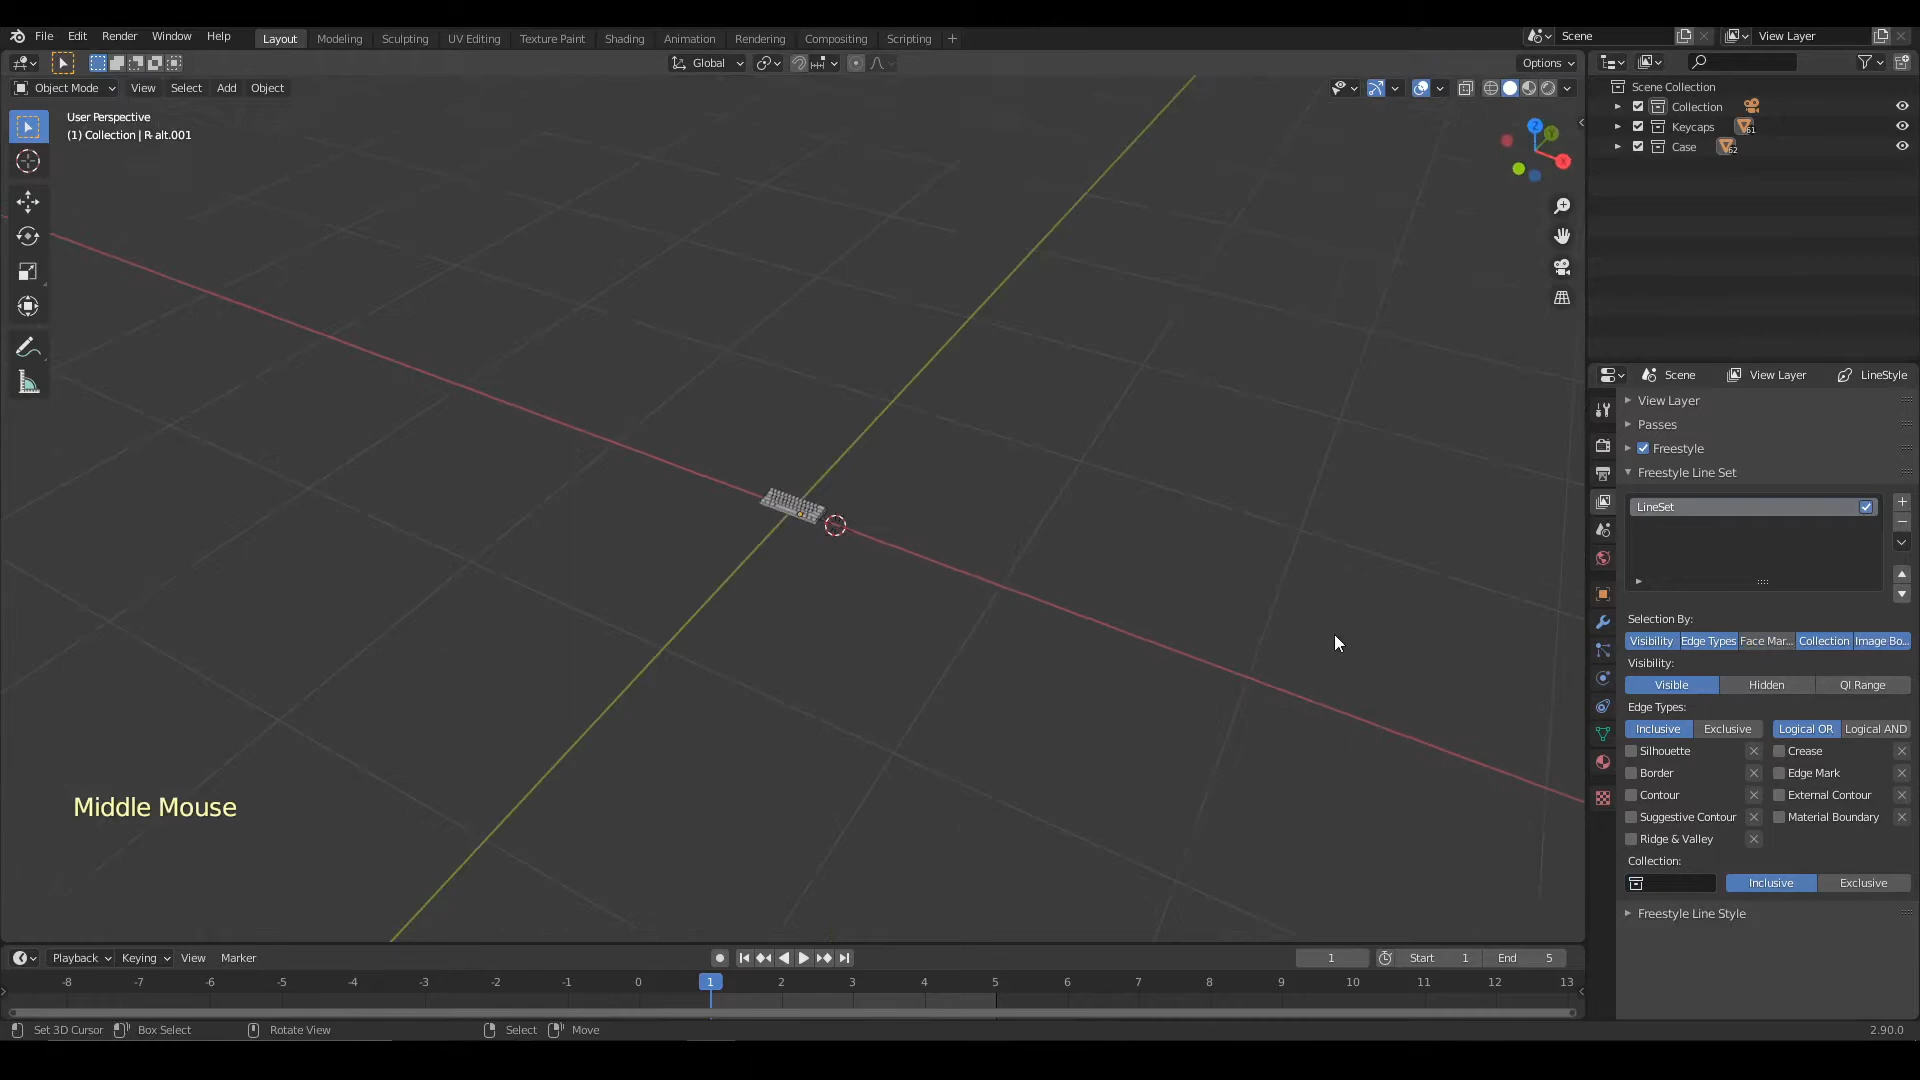 File Edit Render Window Help Layout Modeling Sculpting UV Editing Texture Paint Shading Animation Rendering Compositing Scripting + Scene View Layer
Global Options
Object Mode View Select Add Object
User Perspective
(1) Collection | R alt.001
Z
Y
X
Scene Collection
Collection
Keycaps 61
Case 62
Scene View Layer LineStyle
View Layer
Passes
Freestyle
Freestyle Line Set
LineSet
Selection By:
Visibility Edge Types Face Mar... Collection Image Bo...
Visibility:
Visible Hidden QI Range
Edge Types:
Inclusive Exclusive Logical OR Logical AND
Silhouette Crease
Border Edge Mark
Contour External Contour
Suggestive Contour Material Boundary
Ridge & Valley
Collection:
Inclusive Exclusive
Freestyle Line Style
Middle Mouse
Playback Keying View Marker 1 Start 1 End 5
-8 -7 -6 -5 -4 -3 -2 -1 0 1 2 3 4 5 6 7 8 9 10 11 12 13
Set 3D Cursor Box Select Rotate View Select Move 2.90.0